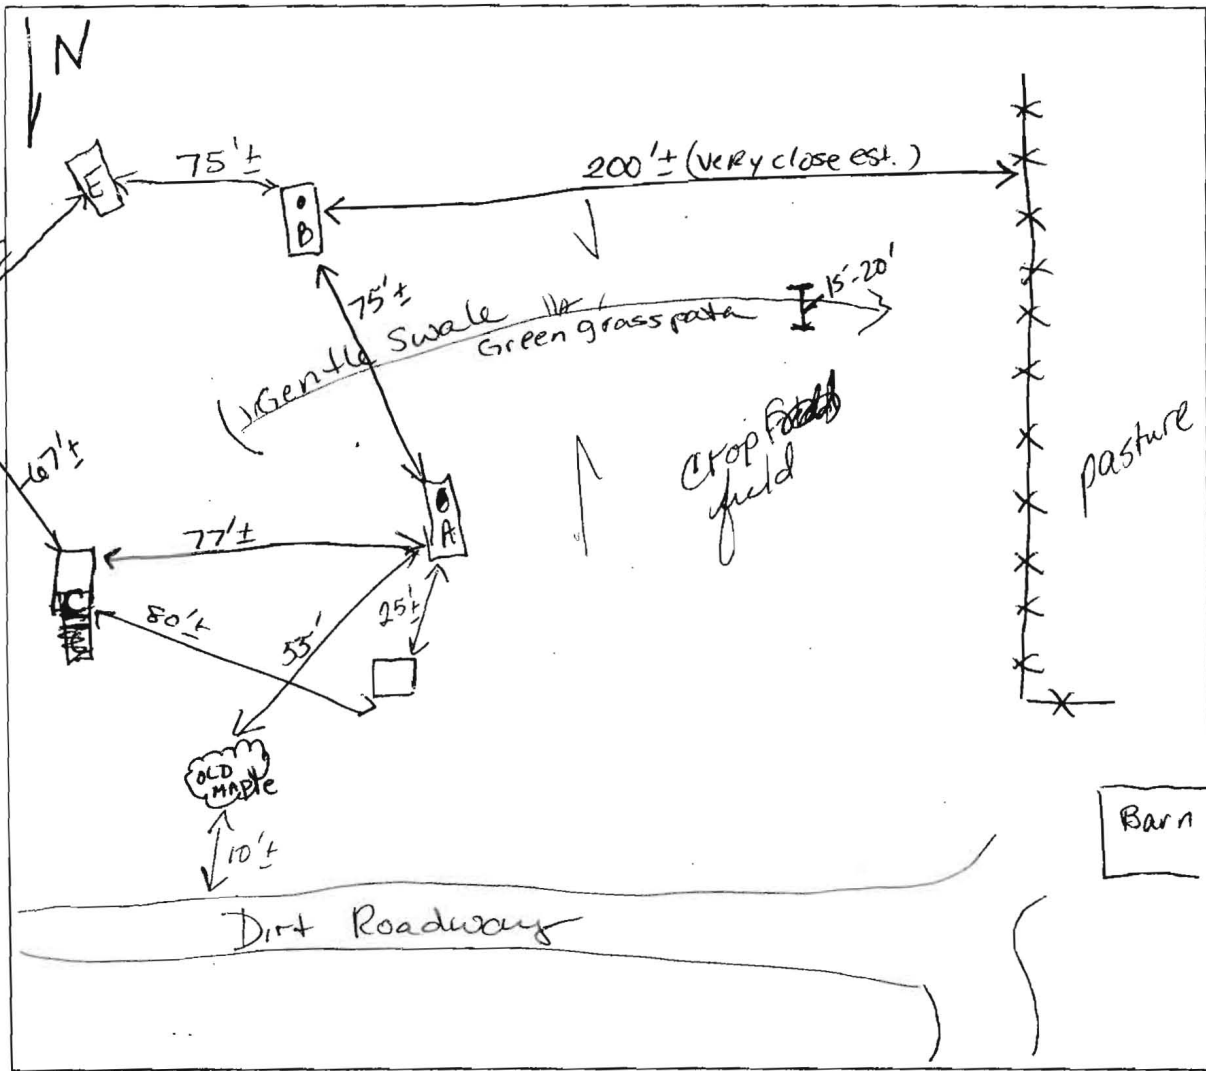 N
75'±
E
B
200'± (very close est.)
75'±
15'-20'
Gentle Swale
Green grass path
Crop
field
pasture
67'±
77'±
A
C
80'±
55'
25'±
OLD
MAPle
10'±
Barn
Dirt Roadway